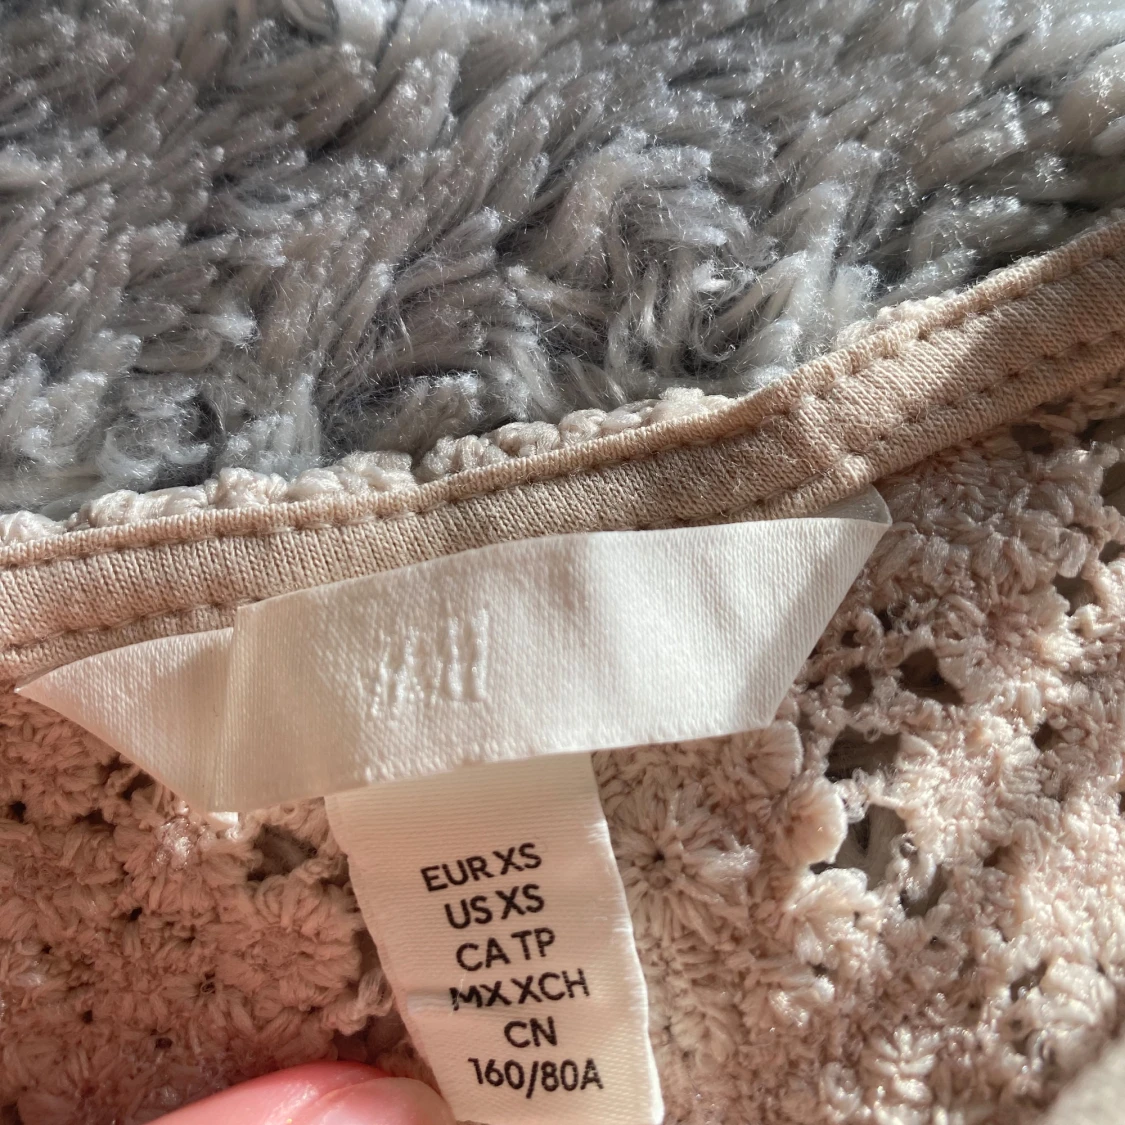 H&M
EUR XS
US XS
CA TP
MX XCH
CN
160/80A